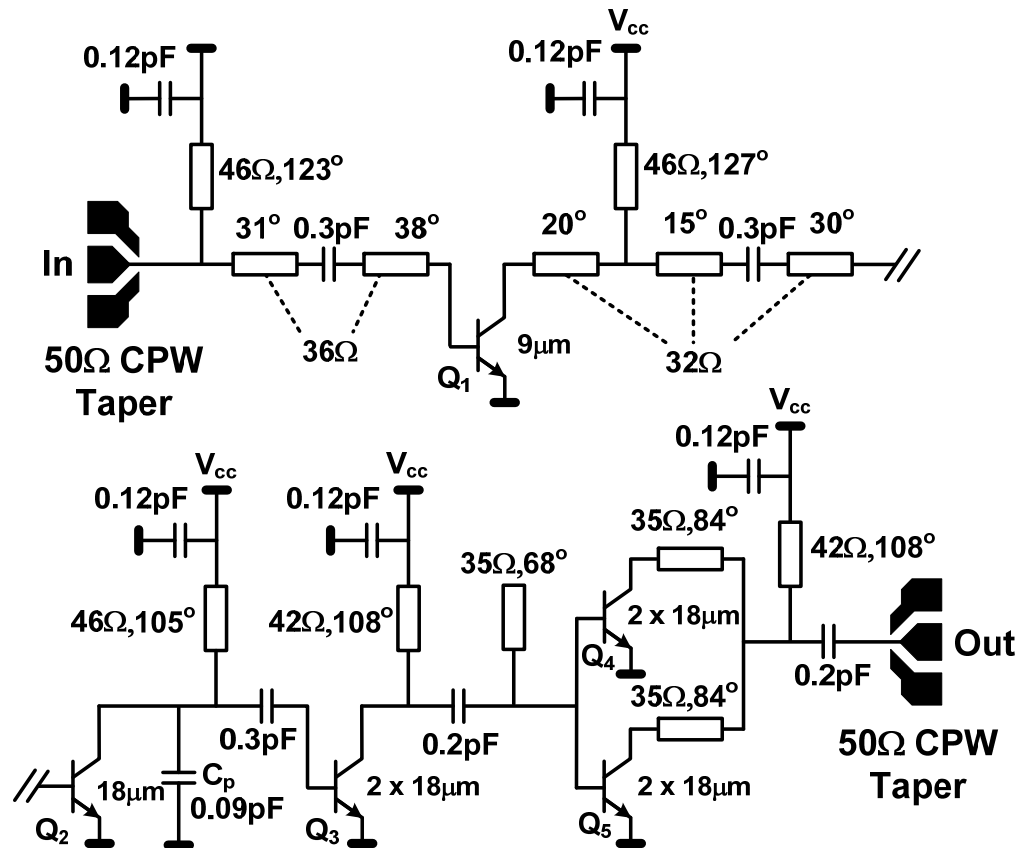 0.12pF
46Ω,123°
In
50Ω CPW
Taper
31°
0.3pF
38°
36Ω
Q1
9μm
0.12pF
Vcc
46Ω,127°
20°
15°
0.3pF
30°
32Ω
0.12pF
Vcc
46Ω,105°
Q2
18μm
Cp
0.09pF
0.3pF
0.12pF
Vcc
42Ω,108°
Q3
2 x 18μm
0.2pF
35Ω,68°
35Ω,84°
Q4
2 x 18μm
35Ω,84°
Q5
2 x 18μm
0.12pF
Vcc
42Ω,108°
0.2pF
Out
50Ω CPW
Taper